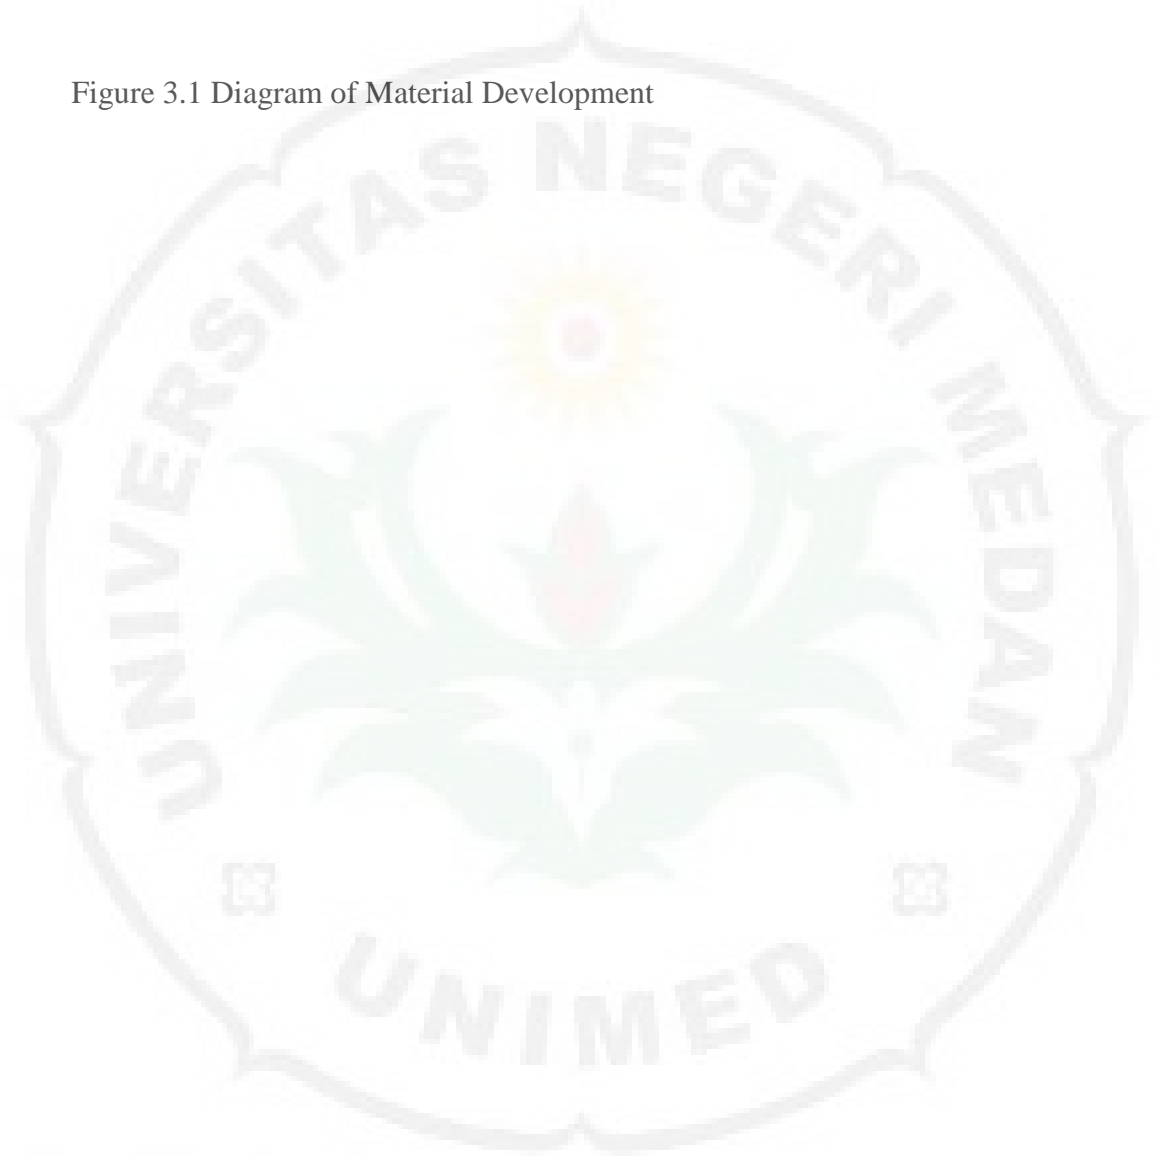 Figure 3.1 Diagram of Material Development
UNIVERSITAS NEGERI MEDAN
UNIMED